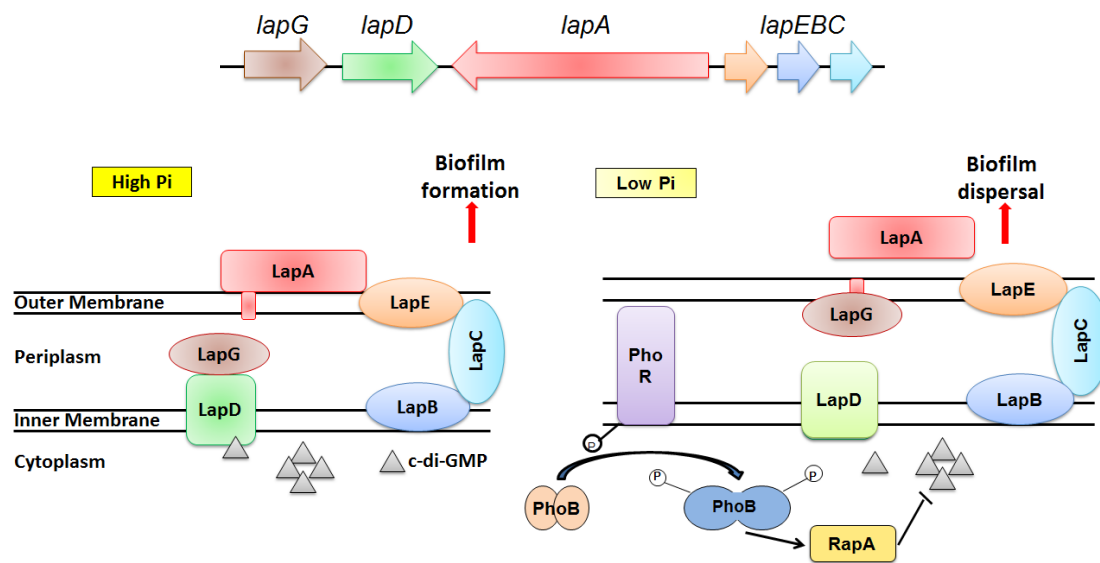 lapG lapD lapA lapEBC
High Pi
Biofilm
formation
LapA
Outer Membrane
LapE
LapC
Periplasm
LapG
LapD
LapB
Inner Membrane
Cytoplasm
c-di-GMP
Low Pi
Biofilm
dispersal
LapA
LapE
LapG
LapC
Pho
R
LapD
LapB
P
P
P
PhoB
PhoB
RapA